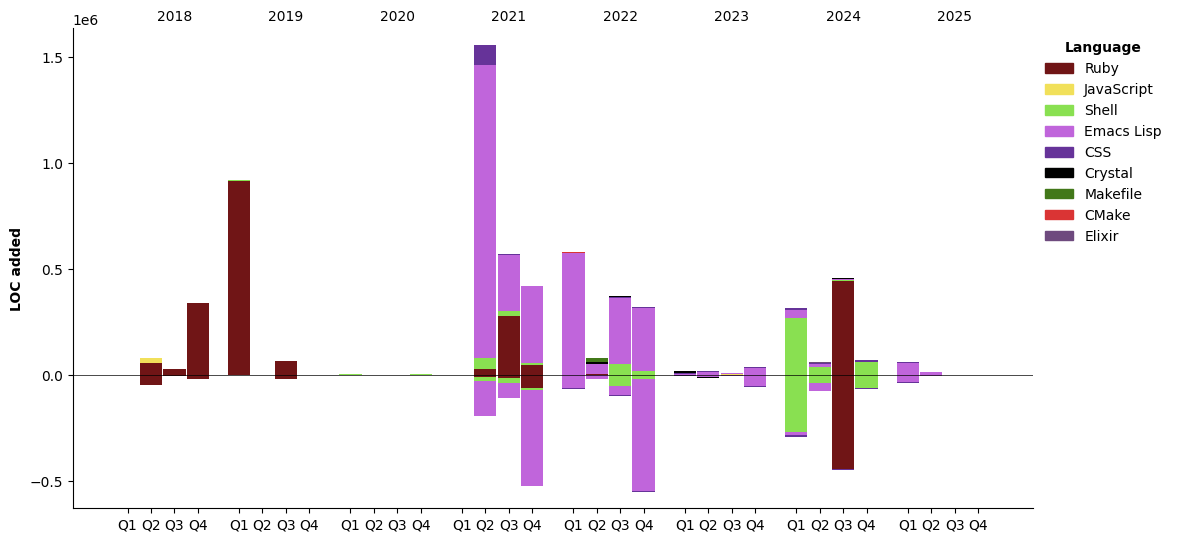 1e6
2018 2019 2020 2021 2022 2023 2024 2025
1.5
1.0
0.5
0.0
−0.5
LOC added
Q1 Q2 Q3 Q4 Q1 Q2 Q3 Q4 Q1 Q2 Q3 Q4 Q1 Q2 Q3 Q4 Q1 Q2 Q3 Q4 Q1 Q2 Q3 Q4 Q1 Q2 Q3 Q4 Q1 Q2 Q3 Q4
Language
Ruby
JavaScript
Shell
Emacs Lisp
CSS
Crystal
Makefile
CMake
Elixir